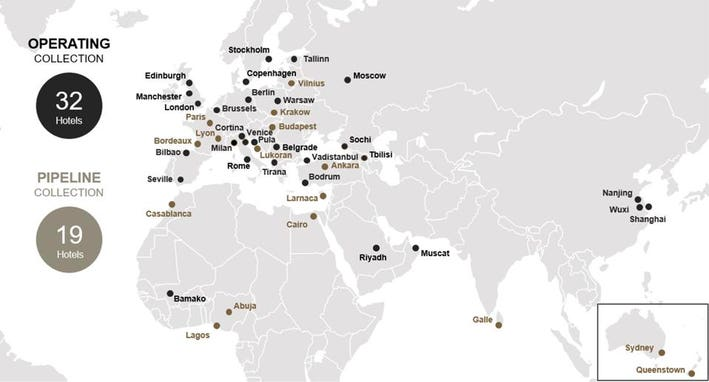 OPERATING
COLLECTION
32
Hotels
PIPELINE
COLLECTION
19
Hotels
Stockholm
Tallinn
Edinburgh
Copenhagen
Moscow
Vilnius
Manchester
Berlin
Warsaw
London
Brussels
Krakow
Paris
Budapest
Lyon
Cortina
Venice
Bordeaux
Pula
Sochi
Milan
Belgrade
Bilbao
Lukoran
Vadistanbul
Tbilisi
Rome
Ankara
Tirana
Seville
Bodrum
Larnaca
Casablanca
Cairo
Nanjing
Wuxi
Shanghai
Riyadh
Muscat
Bamako
Abuja
Lagos
Galle
Sydney
Queenstown